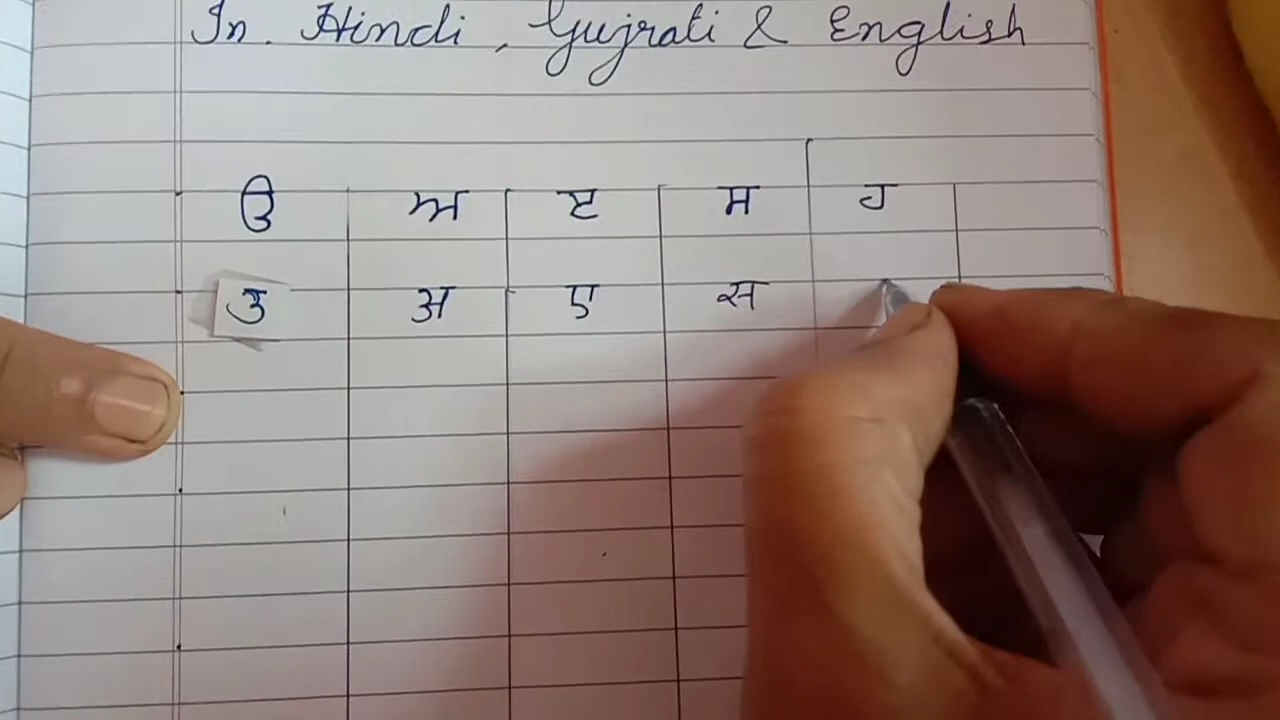 In. Hindi, Gujrati & English
ੳ ਅ ੲ ਸ ਹ
उ अ ए स